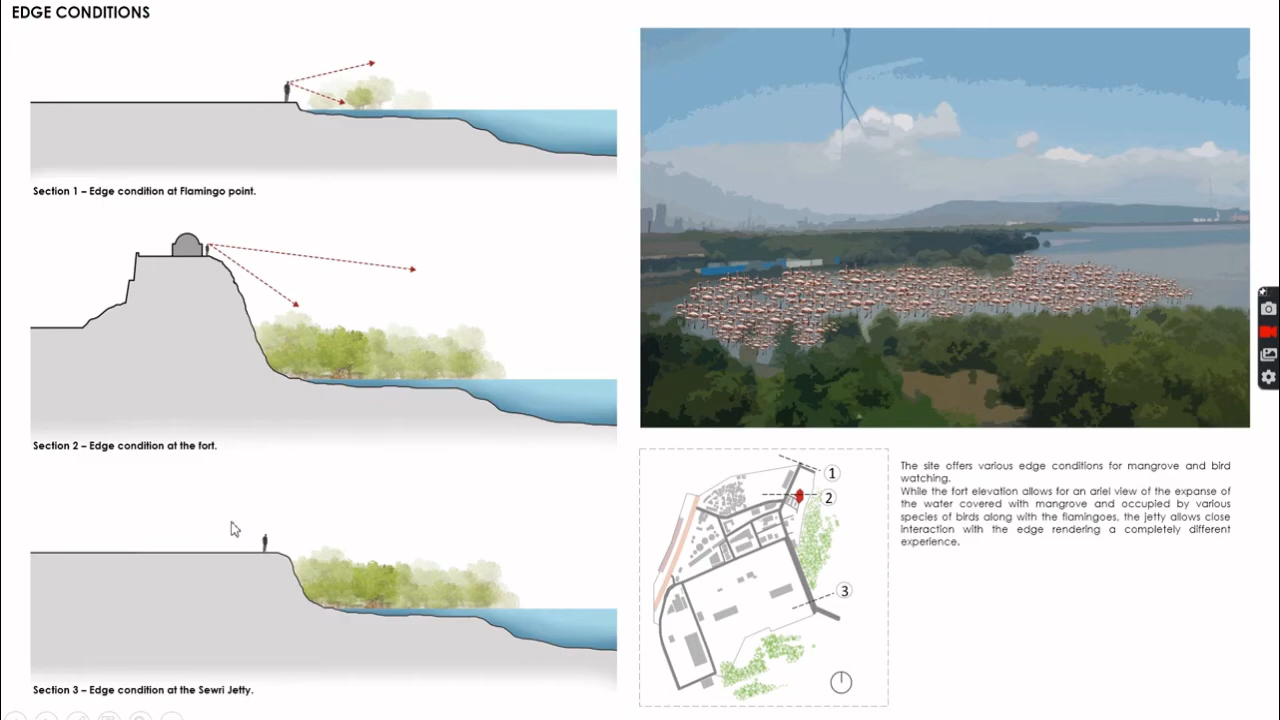 EDGE CONDITIONS
Section 1 – Edge condition at Flamingo point.
Section 2 – Edge condition at the fort.
Section 3 – Edge condition at the Sewri Jetty.
1
2
3
The site offers various edge conditions for mangrove and bird
watching.
While the fort elevation allows for an ariel view of the expanse of
the water covered with mangrove and occupied by various
species of birds along with the flamingoes, the jetty allows close
interaction with the edge rendering a completely different
experience.